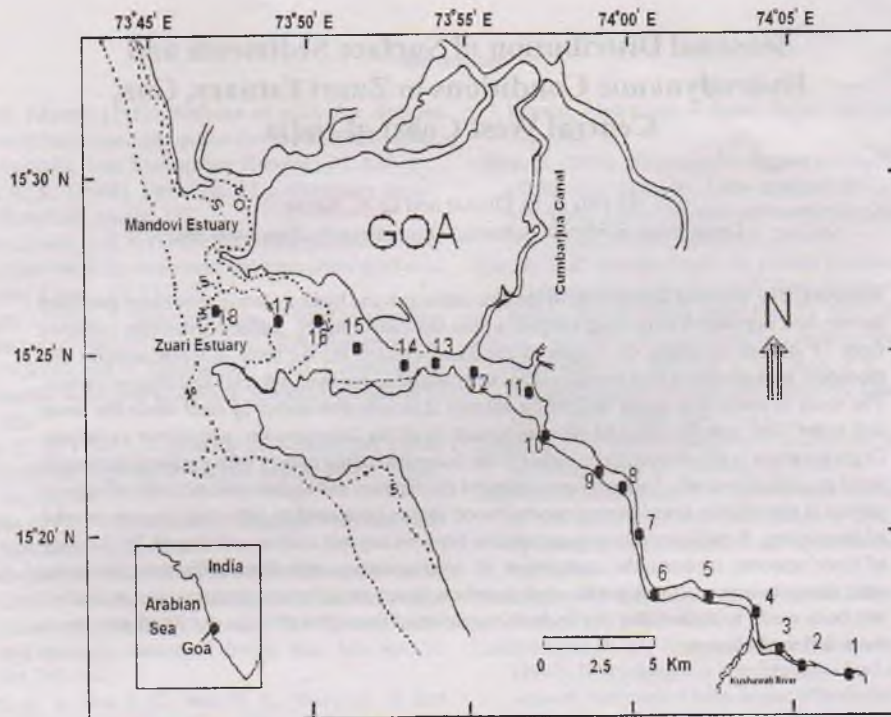 73°45' E
73°50' E
73°55' E
74°00' E
74°05' E
15°30' N
Mandovi Estuary
GOA
Cumbarjua Canal
N
18
17
16
Zuari Estuary
15
14
13
15°25' N
12
11
10
9
8
7
15°20' N
India
Arabian
Sea
Goa
6
5
4
3
2
1
0
2.5
5 Km
Kushawati River